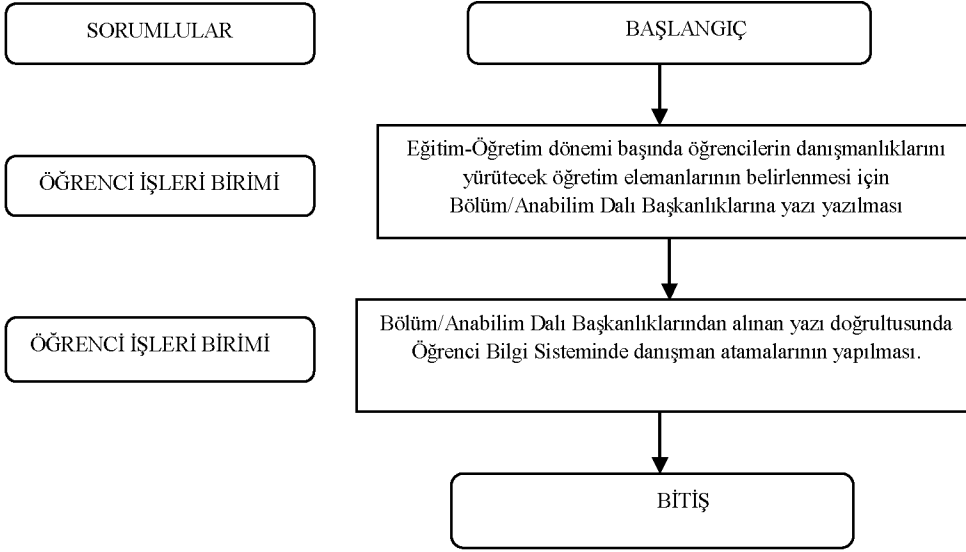 SORUMLULAR
BAŞLANGIÇ
ÖĞRENCİ İŞLERİ BİRİMİ
Eğitim-Öğretim dönemi başında öğrencilerin danışmanlıklarını
yürütecek öğretim elemanlarının belirlenmesi için
Bölüm/Anabilim Dalı Başkanlıklarına yazı yazılması
ÖĞRENCİ İŞLERİ BİRİMİ
Bölüm/Anabilim Dalı Başkanlıklarından alınan yazı doğrultusunda
Öğrenci Bilgi Sisteminde danışman atamalarının yapılması.
BİTİŞ